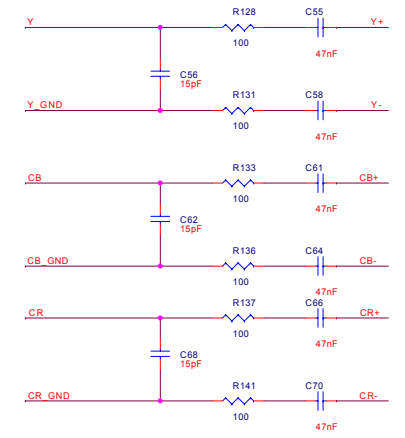 R128 C55
Y Y+
100
47nF
C56
15pF
R131 C58
Y_GND Y-
100
47nF
R133 C61
CB CB+
100
47nF
C62
15pF
R136 C64
CB_GND CB-
100
47nF
R137 C66
CR CR+
100
47nF
C68
15pF
R141 C70
CR_GND CR-
100
47nF